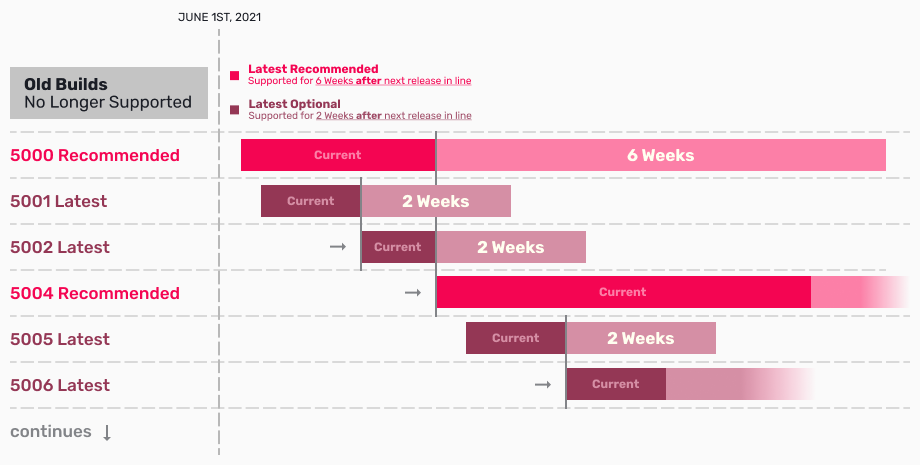 JUNE 1ST, 2021
Old Builds
No Longer Supported
Latest Recommended
Supported for 6 Weeks after next release in line
Latest Optional
Supported for 2 Weeks after next release in line
5000 Recommended
Current
6 Weeks
5001 Latest
Current
2 Weeks
5002 Latest
Current
2 Weeks
5004 Recommended
Current
5005 Latest
Current
2 Weeks
5006 Latest
Current
continues